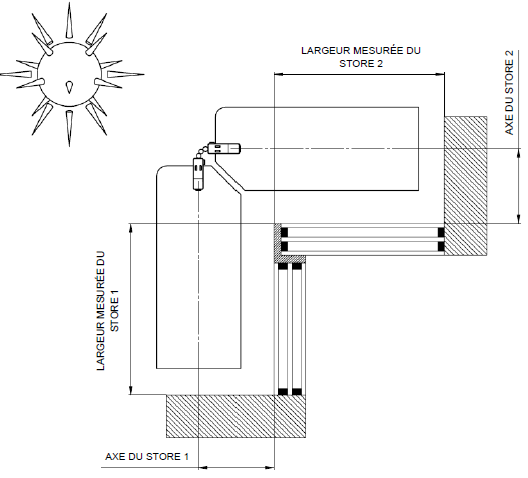 LARGEUR MESURÉE DU
STORE 2
AXE DU STORE 2
LARGEUR MESURÉE DU
STORE 1
AXE DU STORE 1